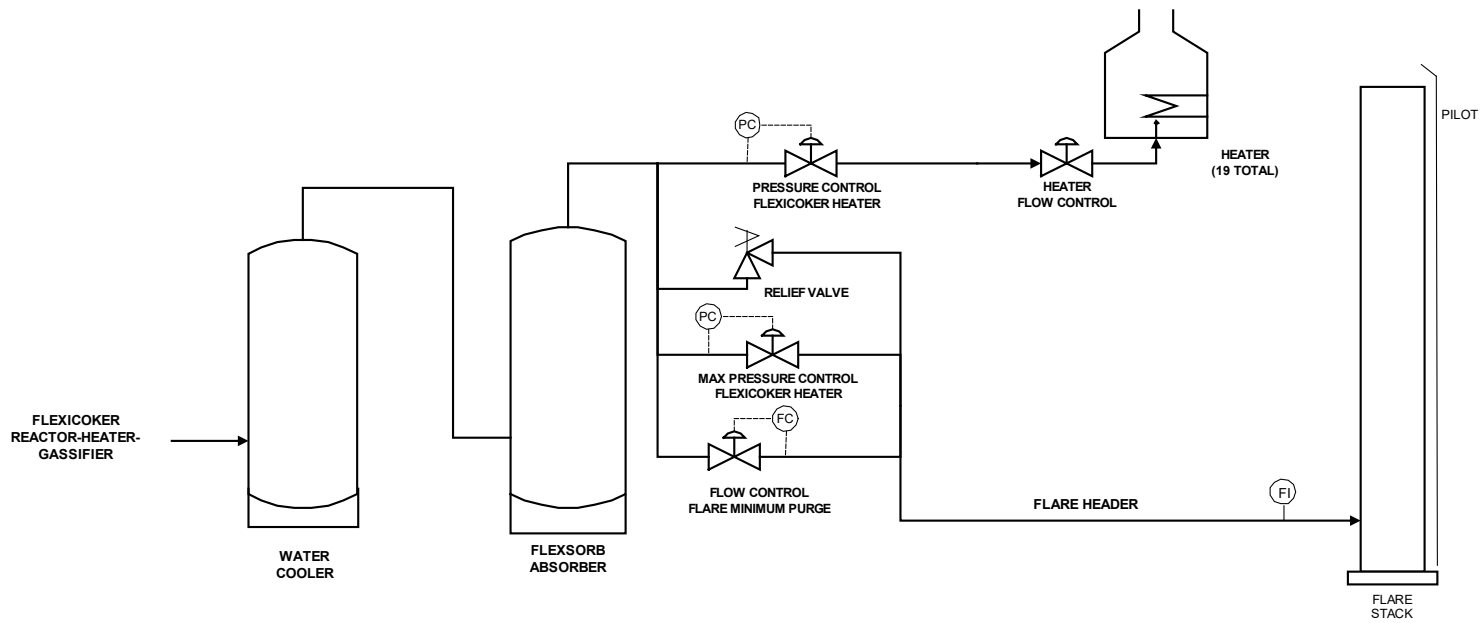 PILOT
PC
HEATER
(19 TOTAL)
PRESSURE CONTROL
FLEXICOKER HEATER
HEATER
FLOW CONTROL
RELIEF VALVE
PC
MAX PRESSURE CONTROL
FLEXICOKER HEATER
FLEXICOKER
REACTOR-HEATER-
GASSIFIER
FC
FLOW CONTROL
FLARE MINIMUM PURGE
FLARE HEADER
FI
WATER
COOLER
FLEXSORB
ABSORBER
FLARE
STACK